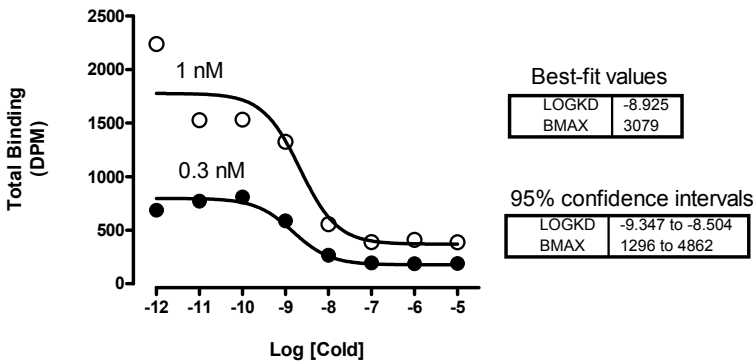 2500
2000
1500
1000
500
0
Total Binding
(DPM)
1 nM
0.3 nM
-12 -11 -10 -9 -8 -7 -6 -5
Log [Cold]
Best-fit values
LOGKD -8.925
BMAX 3079
95% confidence intervals
LOGKD -9.347 to -8.504
BMAX 1296 to 4862